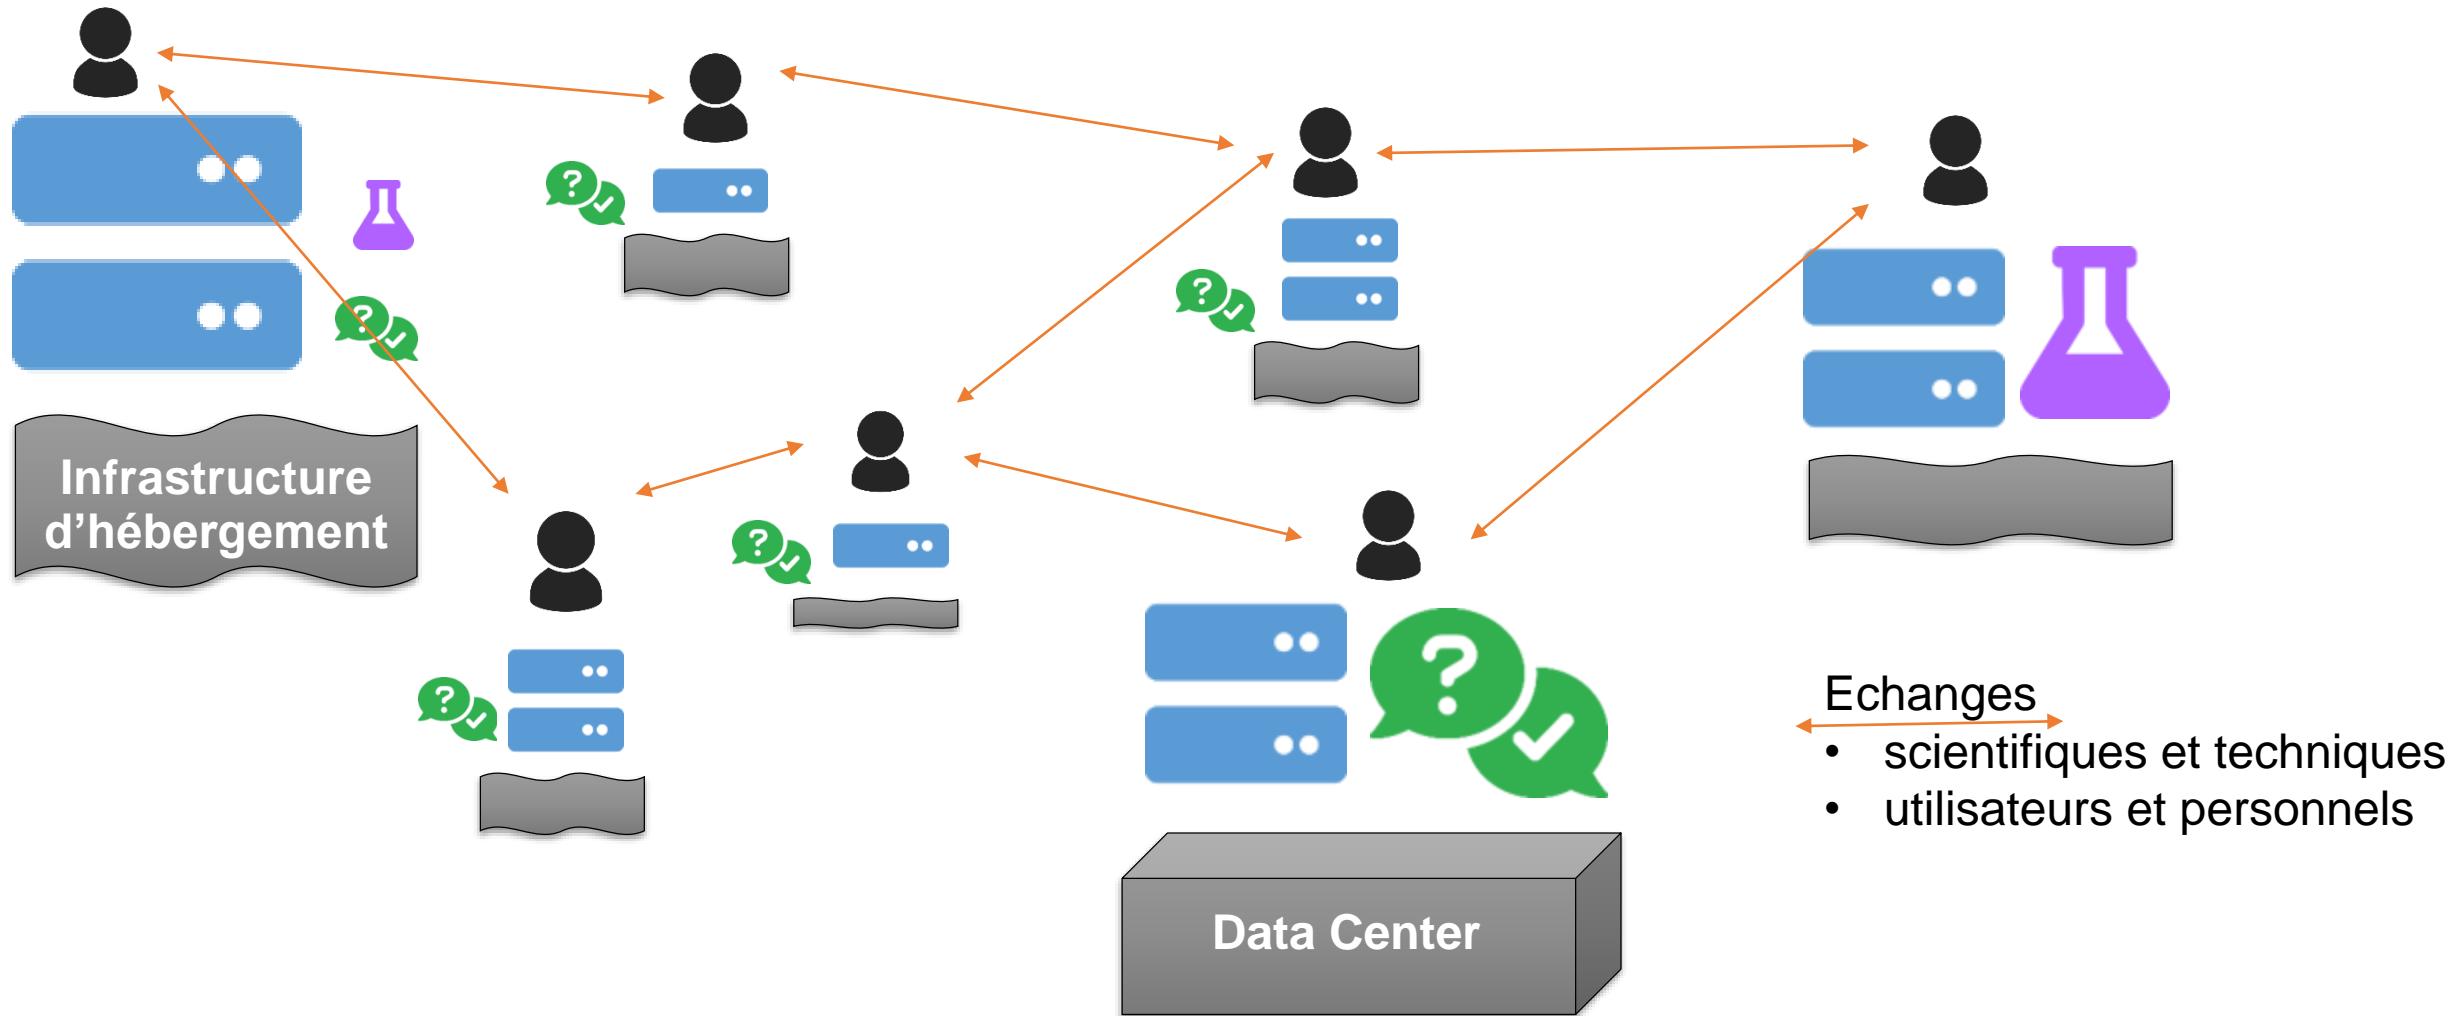 Infrastructure
d’hébergement
Data Center
Echanges
• scientifiques et techniques
• utilisateurs et personnels